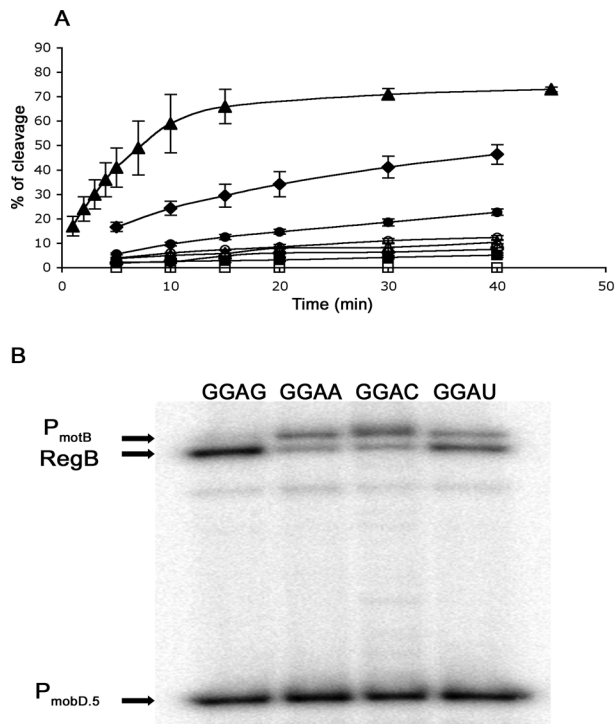 A
% of cleavage
90
80
70
60
50
40
30
20
10
0
0 10 20 30 40 50
Time (min)
B
GGAG GGAA GGAC GGAU
PmotB
RegB
PmobD.5